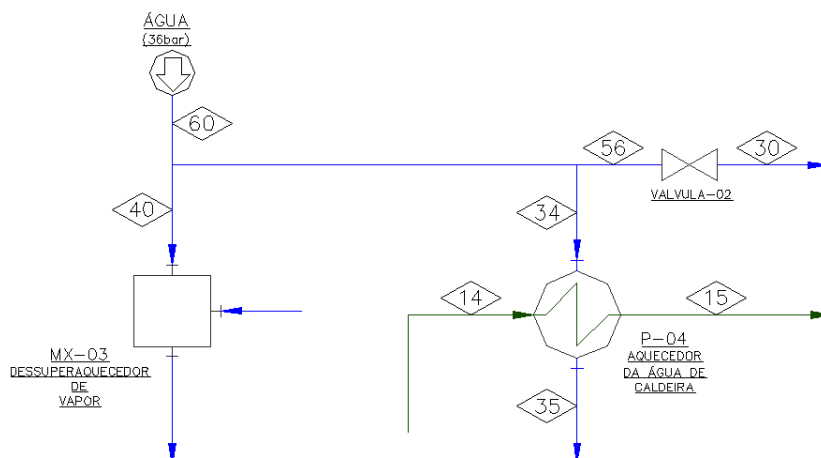 ÁGUA
(36bar)
60
56
30
VALVULA-02
40
34
14
15
MX-03
DESSUPERAQUECEDOR
DE
VAPOR
P-04
AQUECEDOR
DA ÁGUA DE
CALDEIRA
35